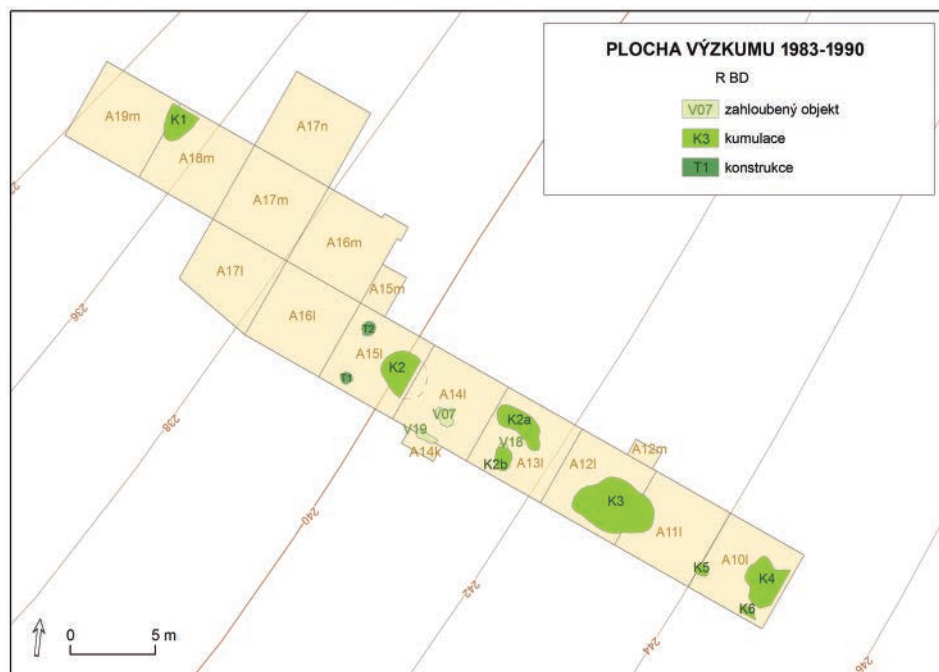 PLOCHA VÝZKUMU 1983-1990
R BD
V07 zahloubený objekt
K3 kumulace
T1 konstrukce
A19m
K1
A18m
A17n
A17m
A16m
A17l
A15m
A16l
T2
A15l
K2
T1
A14l
V07
V19
A14k
K2a
V18
K2b
A13l
A12l
A12m
K3
A11l
K5
A10l
K4
K6
236
238
240
242
244
246
0 5 m